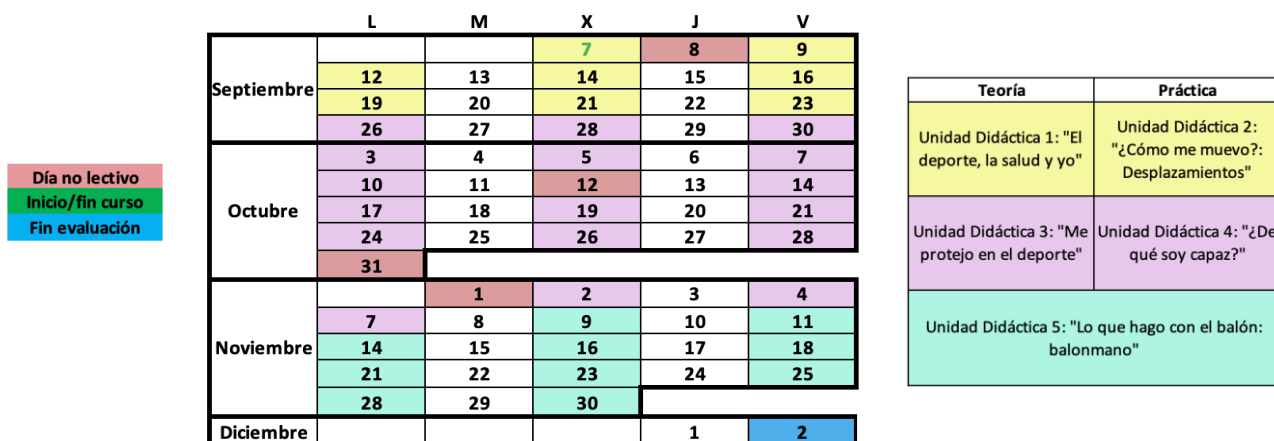 L M X J V
Septiembre
7 8 9
12 13 14 15 16
19 20 21 22 23
26 27 28 29 30
Octubre
3 4 5 6 7
10 11 12 13 14
17 18 19 20 21
24 25 26 27 28
31
Noviembre
1 2 3 4
7 8 9 10 11
14 15 16 17 18
21 22 23 24 25
28 29 30
Diciembre 1 2
Día no lectivo
Inicio/fin curso
Fin evaluación
Teoría Práctica
Unidad Didáctica 1: "El
deporte, la salud y yo"
Unidad Didáctica 2:
"¿Cómo me muevo?:
Desplazamientos"
Unidad Didáctica 3: "Me
protejo en el deporte"
Unidad Didáctica 4: "¿De
qué soy capaz?"
Unidad Didáctica 5: "Lo que hago con el balón:
balonmano"